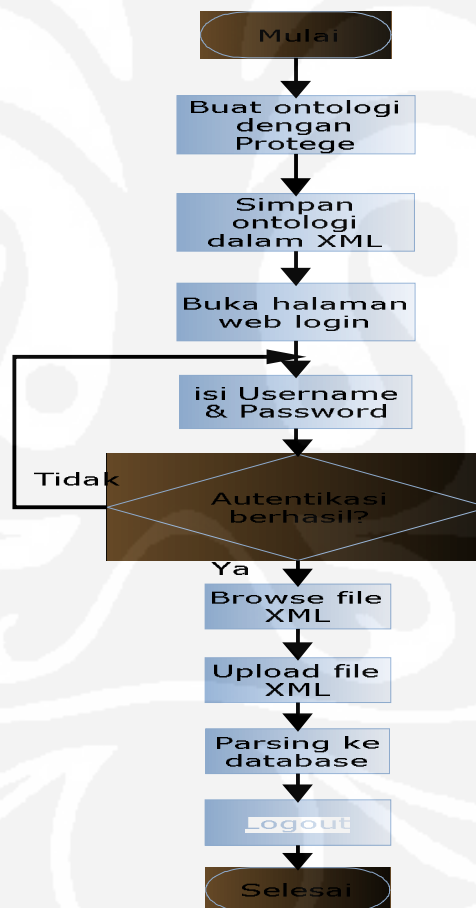 Mulai
Buat ontologi
dengan
Protege
Simpan
ontologi
dalam XML
Buka halaman
web login
isi Username
& Password
Tidak
Autentikasi
berhasil?
Ya
Browse file
XML
Upload file
XML
Parsing ke
database
Logout
Selesai